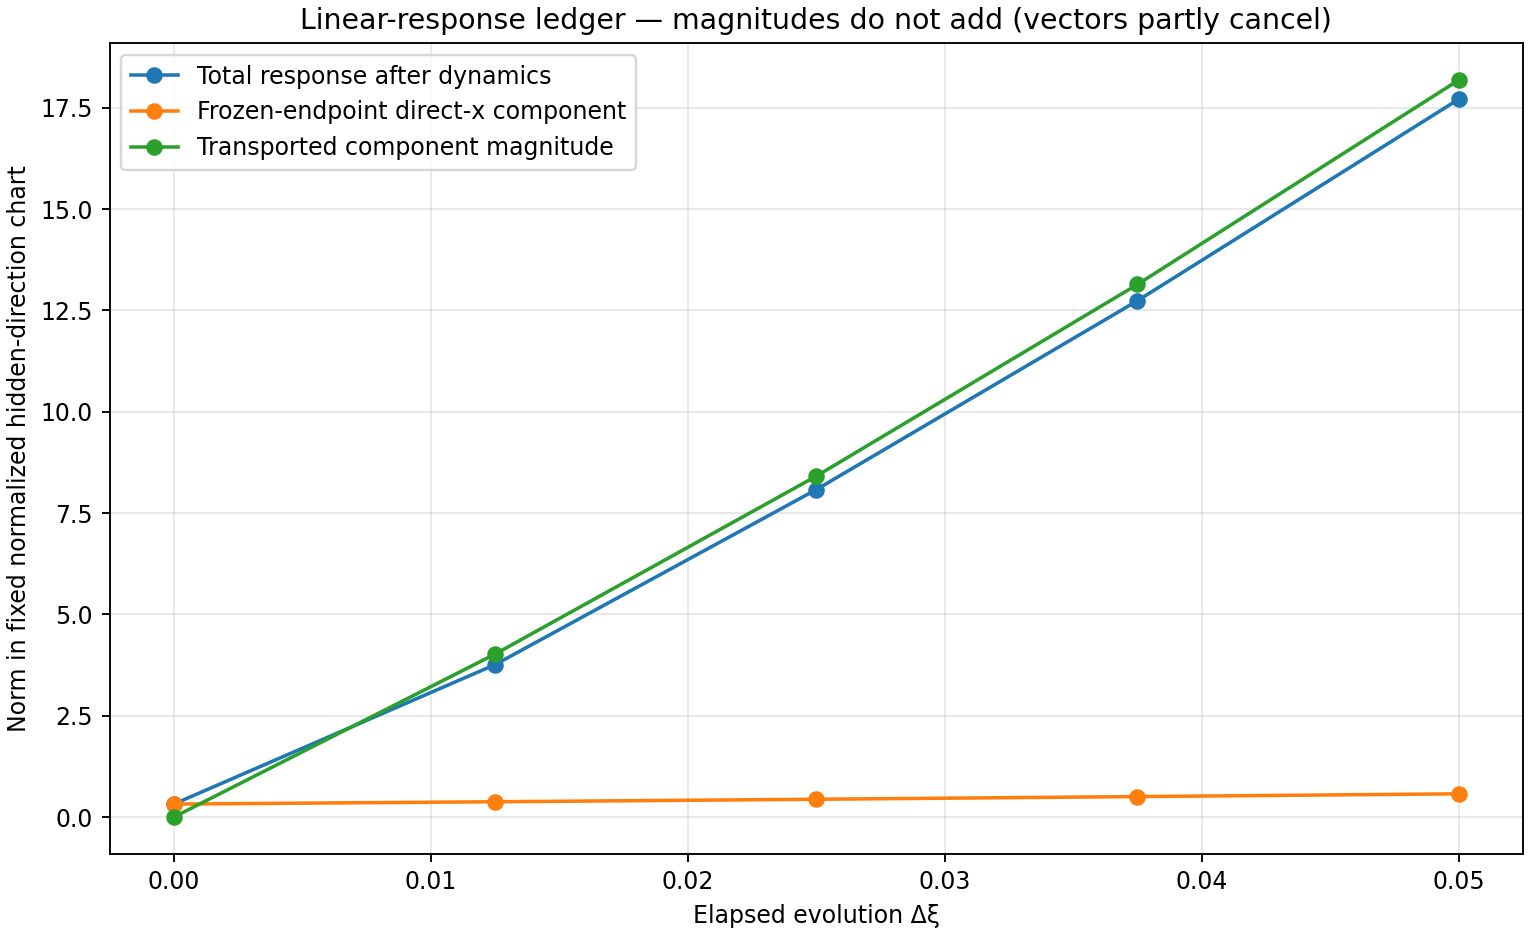 Linear-response ledger — magnitudes do not add (vectors partly cancel)
Total response after dynamics
Frozen-endpoint direct-x component
Transported component magnitude
Norm in fixed normalized hidden-direction chart
17.5
15.0
12.5
10.0
7.5
5.0
2.5
0.0
0.00 0.01 0.02 0.03 0.04 0.05
Elapsed evolution Δξ